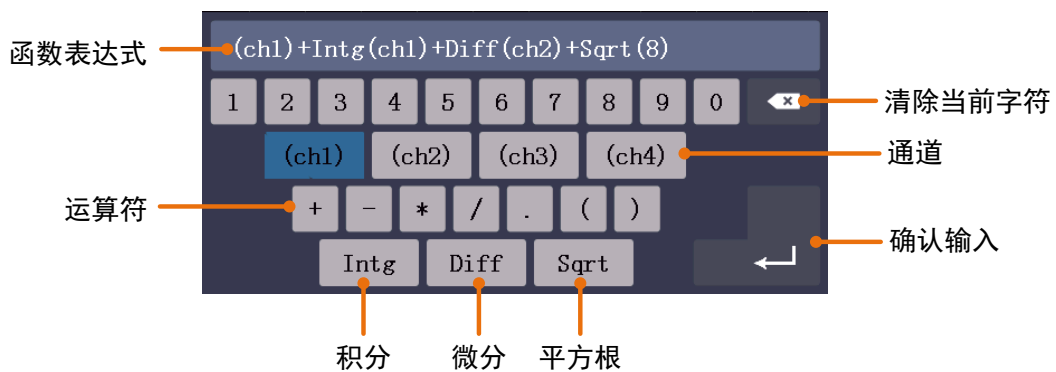 函数表达式
(ch1)+Intg(ch1)+Diff(ch2)+Sqrt(8)
1 2 3 4 5 6 7 8 9 0
清除当前字符
(ch1) (ch2) (ch3) (ch4)
通道
运算符
+ - * / . ( )
确认输入
Intg Diff Sqrt
积分 微分 平方根